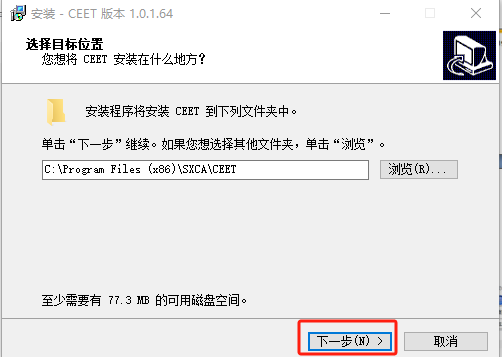 安装 - CEET 版本 1.0.1.64
选择目标位置
您想将 CEET 安装在什么地方?
安装程序将安装 CEET 到下列文件夹中。
单击“下一步”继续。如果您想选择其他文件夹,单击“浏览”。
C:\Program Files (x86)\SXCA\CEET
浏览(R)...
至少需要有 77.3 MB 的可用磁盘空间。
下一步(N) >
取消